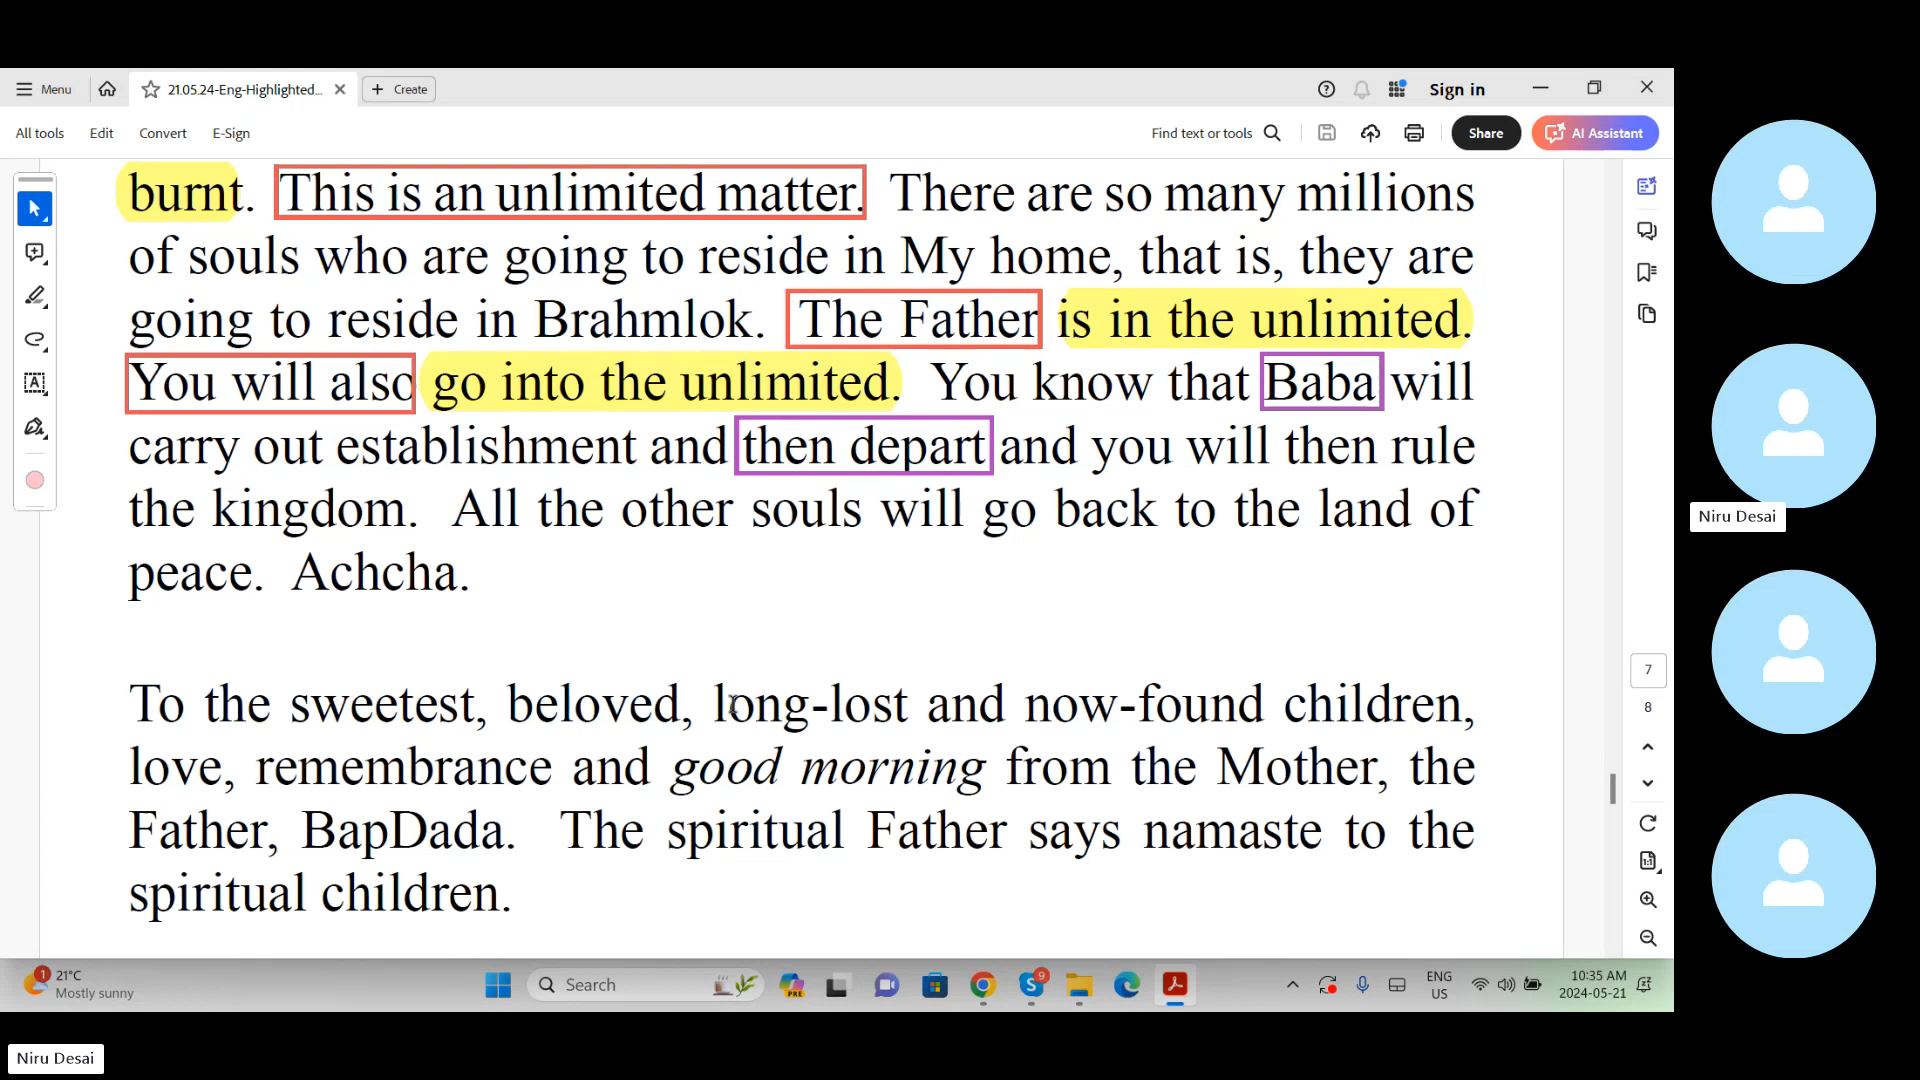 Menu
21.05.24-Eng-Highlighted...
Create
Sign in
All tools
Edit
Convert
E-Sign
Find text or tools
Share
AI Assistant
burnt. This is an unlimited matter. There are so many millions
of souls who are going to reside in My home, that is, they are
going to reside in Brahmlok. The Father is in the unlimited.
You will also go into the unlimited. You know that Baba will
carry out establishment and then depart and you will then rule
the kingdom. All the other souls will go back to the land of
peace. Achcha.
To the sweetest, beloved, long-lost and now-found children,
love, remembrance and good morning from the Mother, the
Father, BapDada. The spiritual Father says namaste to the
spiritual children.
7
8
1:1
Niru Desai
1
21°C
Mostly sunny
Search
PRE
9
ENG
US
10:35 AM
2024-05-21
Niru Desai